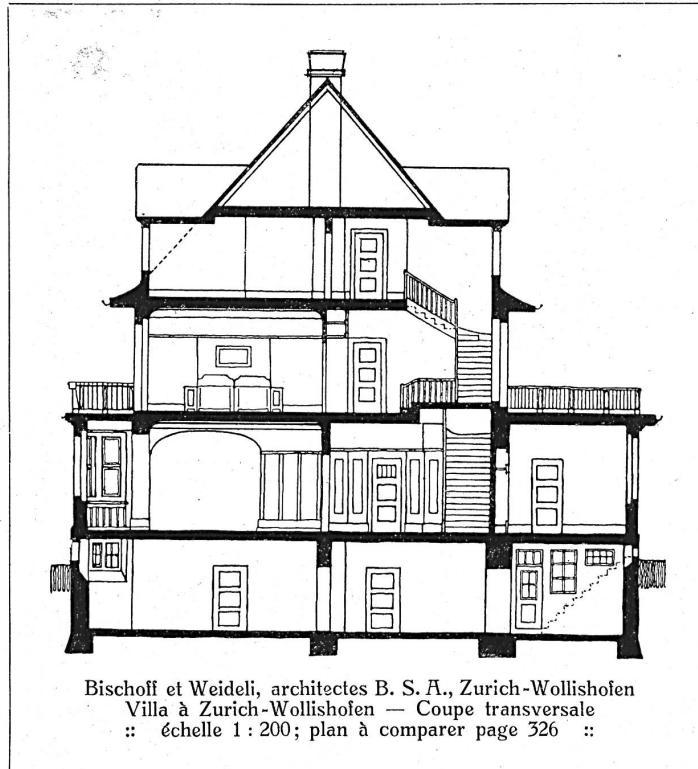 Bischoff et Weideli, architectes B. S. A., Zurich-Wollishofen
Villa à Zurich-Wollishofen — Coupe transversale
:: échelle 1 : 200; plan à comparer page 326 ::